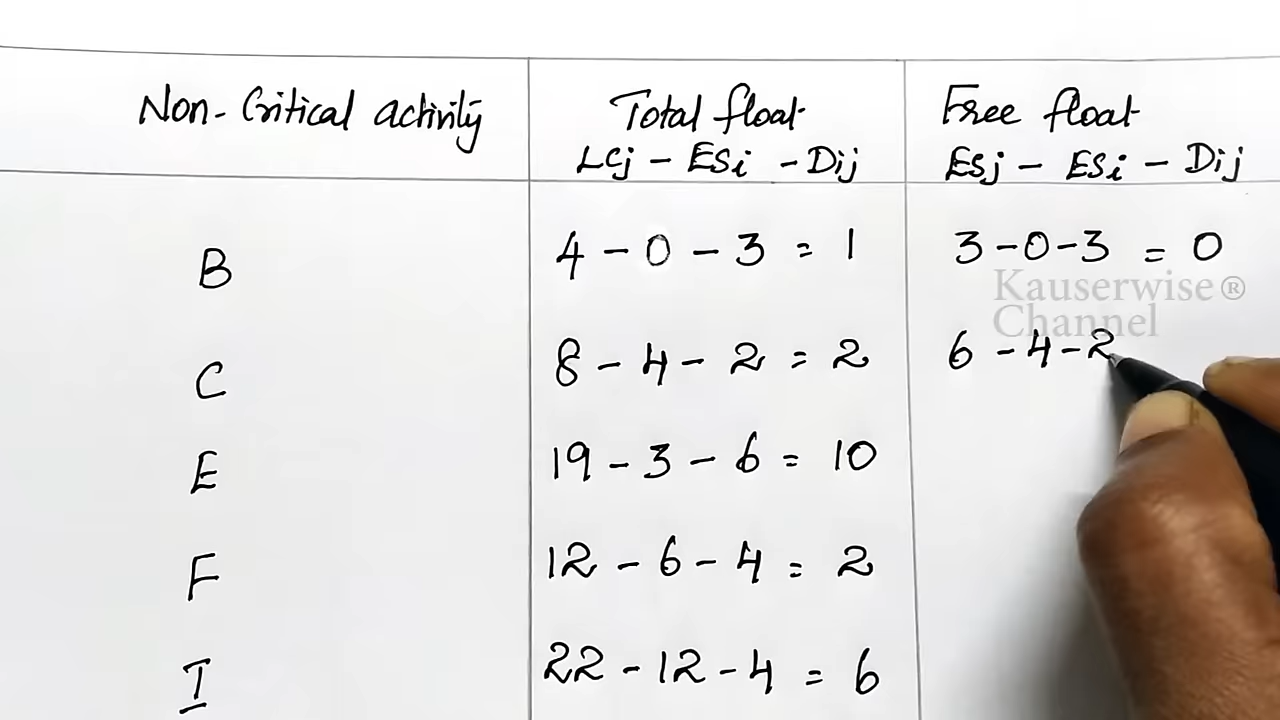 Non-Critical activity Total float Free float
LCj - ESi - Dij ESj - ESi - Dij
B 4 - 0 - 3 = 1 3 - 0 - 3 = 0
Kauserwise®
Channel
C 8 - 4 - 2 = 2 6 - 4 - 2
E 19 - 3 - 6 = 10
F 12 - 6 - 4 = 2
I 22 - 12 - 4 = 6